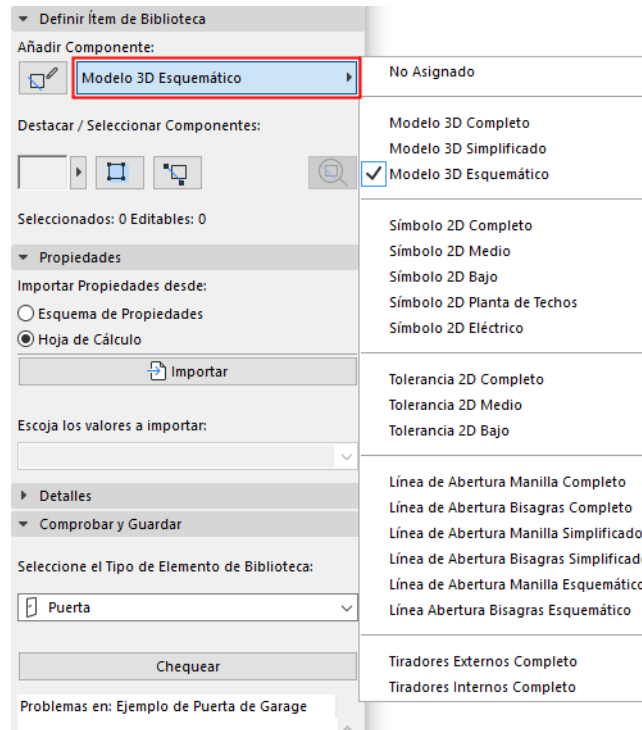 Definir Ítem de Biblioteca
Añadir Componente:
Modelo 3D Esquemático
Destacar / Seleccionar Componentes:
Seleccionados: 0 Editables: 0
Propiedades
Importar Propiedades desde:
Esquema de Propiedades
Hoja de Cálculo
Importar
Escoja los valores a importar:
Detalles
Comprobar y Guardar
Seleccione el Tipo de Elemento de Biblioteca:
Puerta
Chequear
Problemas en: Ejemplo de Puerta de Garage
No Asignado
Modelo 3D Completo
Modelo 3D Simplificado
Modelo 3D Esquemático
Símbolo 2D Completo
Símbolo 2D Medio
Símbolo 2D Bajo
Símbolo 2D Planta de Techos
Símbolo 2D Eléctrico
Tolerancia 2D Completo
Tolerancia 2D Medio
Tolerancia 2D Bajo
Línea de Abertura Manilla Completo
Línea de Abertura Bisagras Completo
Línea de Abertura Manilla Simplificado
Línea de Abertura Bisagras Simplificad
Línea de Abertura Manilla Esquemático
Línea Abertura Bisagras Esquemático
Tiradores Externos Completo
Tiradores Internos Completo